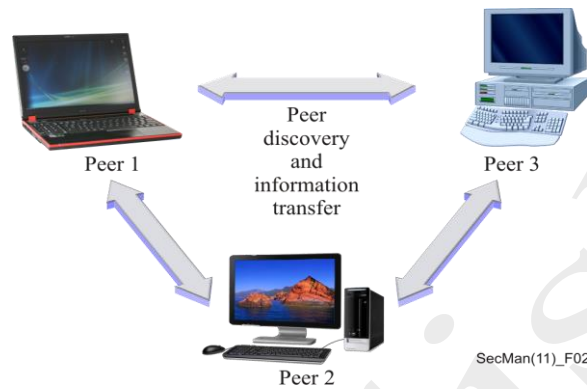 Peer
discovery
and
information
transfer
Peer 1
Peer 3
Peer 2
SecMan(11)_F02